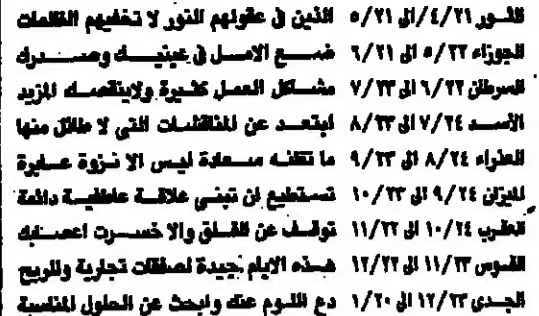 الثور ٤/٢١/ الى ٥/٢١ الذين في عقولهم النور لا تخفيهم الظلمات
الجوزاء ٥/٢٢ الى ٦/٢١ ضع الامل في عينيك وصدرك
السرطان ٦/٢٢ الى ٧/٢٣ مشاكل العمل كثيرة ولاينقصك المزيد
الأسد ٧/٢٤ الى ٨/٢٣ ابتعد عن المناقشات التي لا طائل منها
العذراء ٨/٢٤ الى ٩/٢٣ ما تظنه سعادة ليس الا نزوة عابرة
الميزان ٩/٢٤ الى ١٠/٢٣ تستطيع ان تبني علاقة عاطفية دائمة
العقرب ١٠/٢٤ الى ١١/٢٢ توقف عن القلق والا خسرت اعصابك
القوس ١١/٢٣ الى ١٢/٢٢ هذه الايام جيدة لصفقات تجارية والربح
الجدى ١٢/٢٣ الى ١/٢٠ دع اللوم عنك وابحث عن الحلول المناسبة